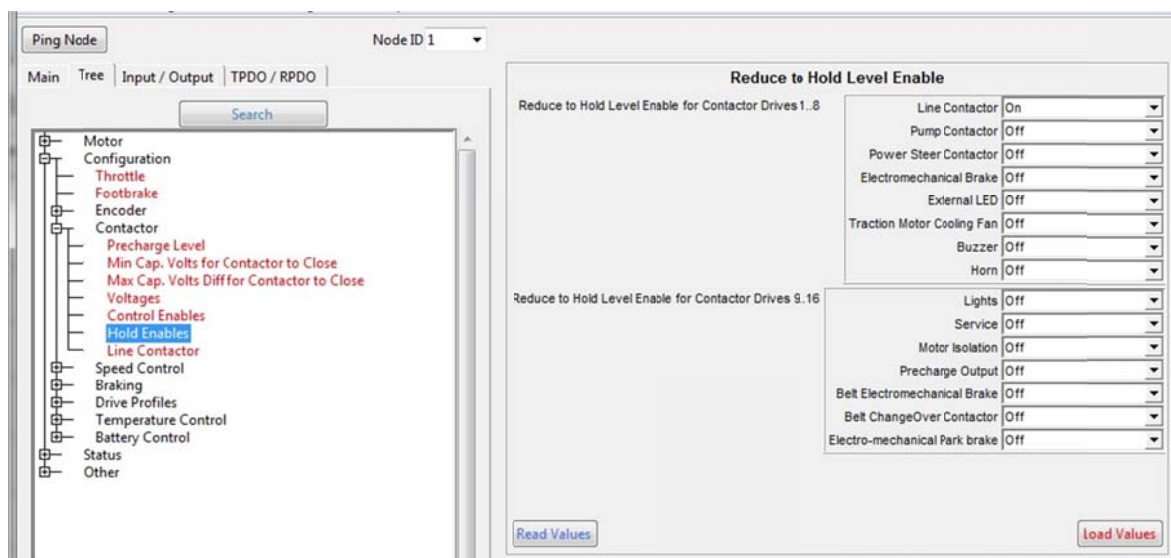 Ping Node
Node ID 1
Main Tree Input / Output TPDO / RPDO
Search
Motor
Configuration
Throttle
Footbrake
Encoder
Contactor
Precharge Level
Min Cap. Volts for Contactor to Close
Max Cap. Volts Diff for Contactor to Close
Voltages
Control Enables
Hold Enables
Line Contactor
Speed Control
Braking
Drive Profiles
Temperature Control
Battery Control
Status
Other
Reduce to Hold Level Enable
Reduce to Hold Level Enable for Contactor Drives 1..8
Line Contactor On
Pump Contactor Off
Power Steer Contactor Off
Electromechanical Brake Off
External LED Off
Traction Motor Cooling Fan Off
Buzzer Off
Horn Off
Reduce to Hold Level Enable for Contactor Drives 9..16
Lights Off
Service Off
Motor Isolation Off
Precharge Output Off
Belt Electromechanical Brake Off
Belt ChangeOver Contactor Off
Electro-mechanical Park brake Off
Read Values
Load Values